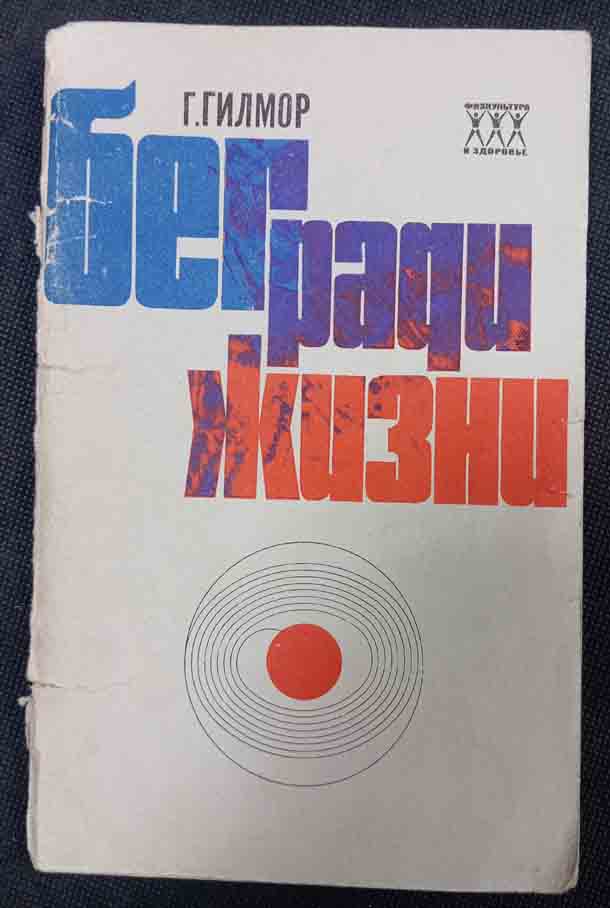 Г. ГИЛМОР
ФИЗКУЛЬТУРА
И ЗДОРОВЬЕ
бег
ради
жизни